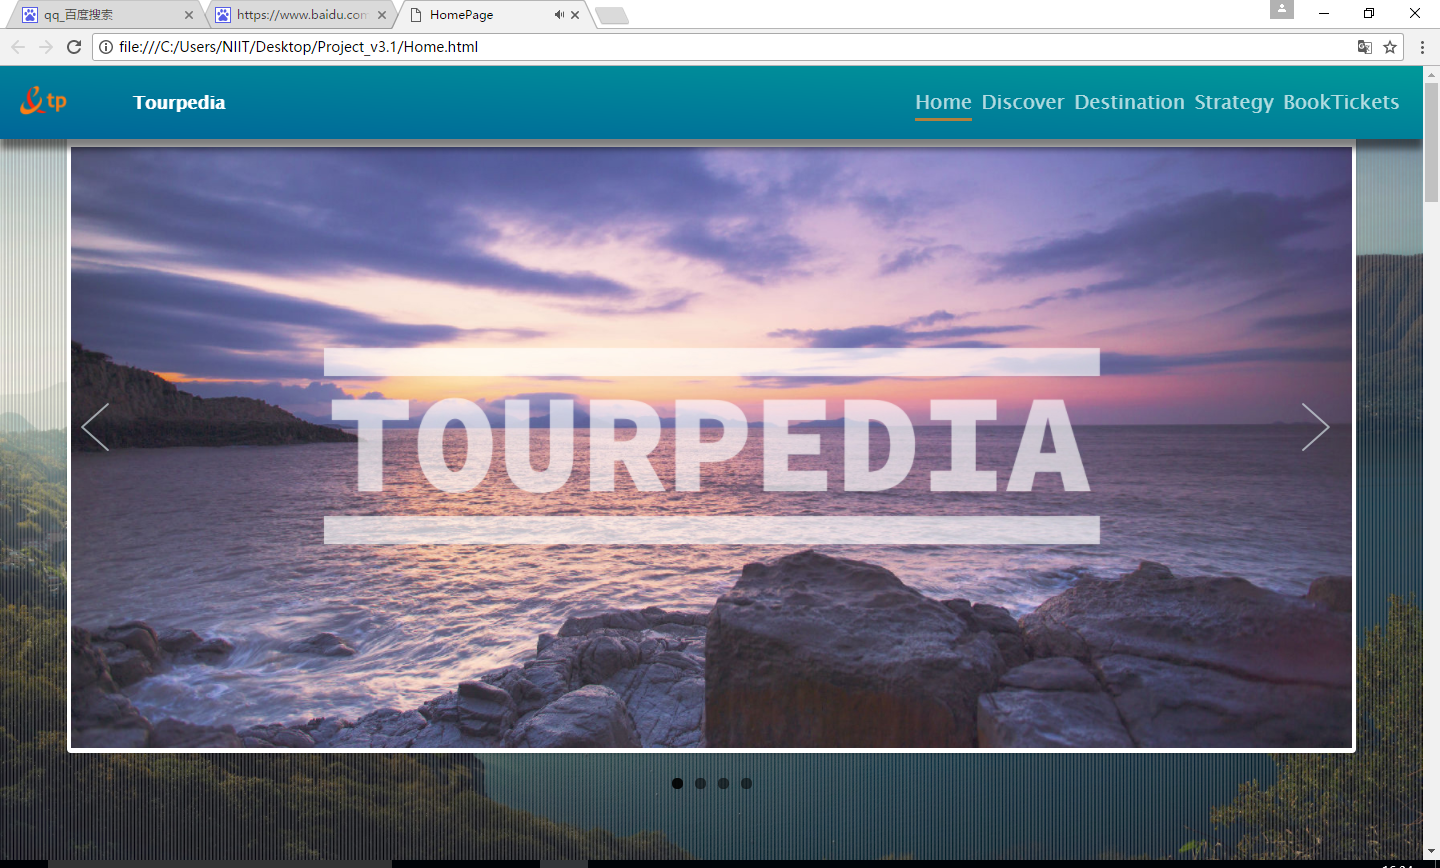 qq_百度搜索
https://www.baidu.com
HomePage
file:///C:/Users/NIIT/Desktop/Project_v3.1/Home.html
tp
Tourpedia
Home Discover Destination Strategy BookTickets
TOURPEDIA